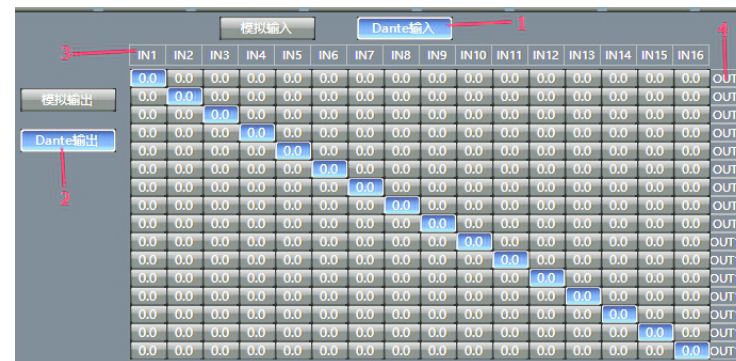 模拟输入 Dante输入 1
3 IN1 IN2 IN3 IN4 IN5 IN6 IN7 IN8 IN9 IN10 IN11 IN12 IN13 IN14 IN15 IN16 4
0.0 0.0 0.0 0.0 0.0 0.0 0.0 0.0 0.0 0.0 0.0 0.0 0.0 0.0 0.0 0.0 OUT
模拟输出 0.0 0.0 0.0 0.0 0.0 0.0 0.0 0.0 0.0 0.0 0.0 0.0 0.0 0.0 0.0 0.0 OUT
0.0 0.0 0.0 0.0 0.0 0.0 0.0 0.0 0.0 0.0 0.0 0.0 0.0 0.0 0.0 0.0 OUT
Dante输出 0.0 0.0 0.0 0.0 0.0 0.0 0.0 0.0 0.0 0.0 0.0 0.0 0.0 0.0 0.0 0.0 OUT
0.0 0.0 0.0 0.0 0.0 0.0 0.0 0.0 0.0 0.0 0.0 0.0 0.0 0.0 0.0 0.0 OUT
0.0 0.0 0.0 0.0 0.0 0.0 0.0 0.0 0.0 0.0 0.0 0.0 0.0 0.0 0.0 0.0 OUT
2 0.0 0.0 0.0 0.0 0.0 0.0 0.0 0.0 0.0 0.0 0.0 0.0 0.0 0.0 0.0 0.0 OUT
0.0 0.0 0.0 0.0 0.0 0.0 0.0 0.0 0.0 0.0 0.0 0.0 0.0 0.0 0.0 0.0 OUT
0.0 0.0 0.0 0.0 0.0 0.0 0.0 0.0 0.0 0.0 0.0 0.0 0.0 0.0 0.0 0.0 OUT
0.0 0.0 0.0 0.0 0.0 0.0 0.0 0.0 0.0 0.0 0.0 0.0 0.0 0.0 0.0 0.0 OUT
0.0 0.0 0.0 0.0 0.0 0.0 0.0 0.0 0.0 0.0 0.0 0.0 0.0 0.0 0.0 0.0 OUT
0.0 0.0 0.0 0.0 0.0 0.0 0.0 0.0 0.0 0.0 0.0 0.0 0.0 0.0 0.0 0.0 OUT
0.0 0.0 0.0 0.0 0.0 0.0 0.0 0.0 0.0 0.0 0.0 0.0 0.0 0.0 0.0 0.0 OUT
0.0 0.0 0.0 0.0 0.0 0.0 0.0 0.0 0.0 0.0 0.0 0.0 0.0 0.0 0.0 0.0 OUT
0.0 0.0 0.0 0.0 0.0 0.0 0.0 0.0 0.0 0.0 0.0 0.0 0.0 0.0 0.0 0.0 OUT
0.0 0.0 0.0 0.0 0.0 0.0 0.0 0.0 0.0 0.0 0.0 0.0 0.0 0.0 0.0 0.0 OUT